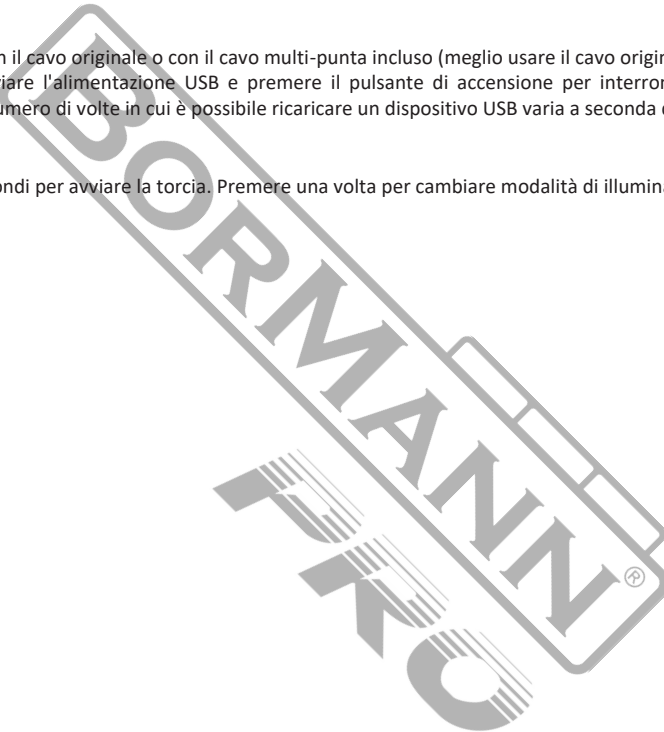 n il cavo originale o con il cavo multi-punta incluso (meglio usare il cavo origin
viare l'alimentazione USB e premere il pulsante di accensione per interron
umero di volte in cui è possibile ricaricare un dispositivo USB varia a seconda
ondi per avviare la torcia. Premere una volta per cambiare modalità di illumina
BORMANN®
PRO